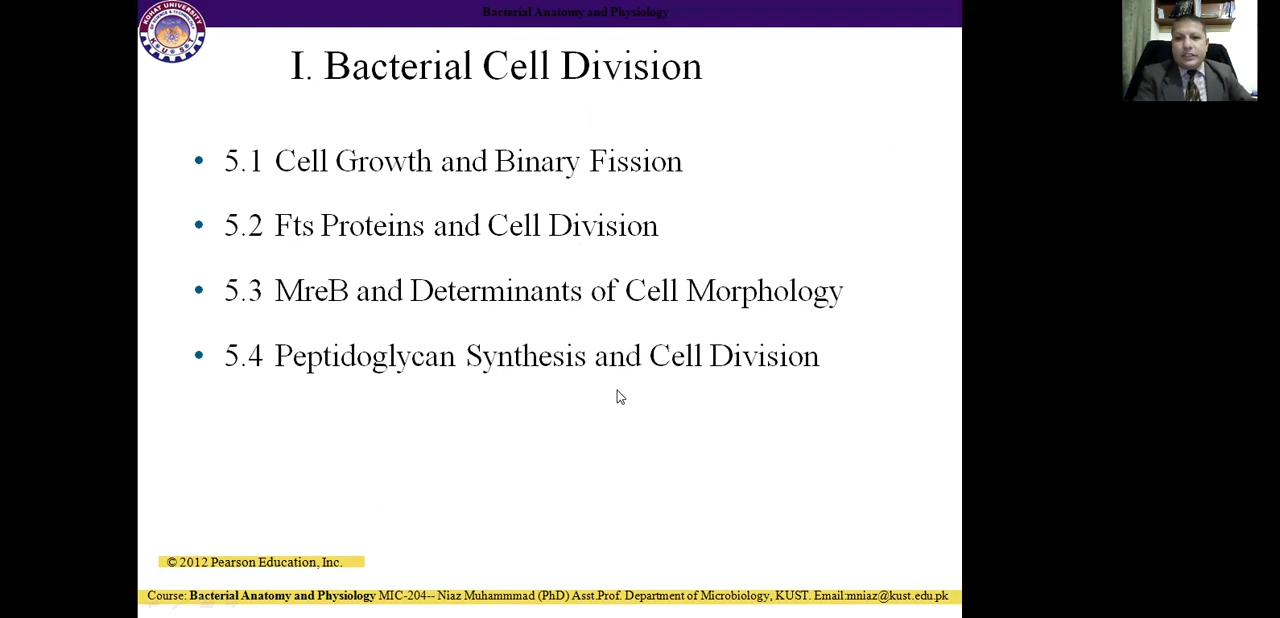 Bacterial Anatomy and Physiology
KOHAT UNIVERSITY
K U S T
I. Bacterial Cell Division
• 5.1 Cell Growth and Binary Fission
• 5.2 Fts Proteins and Cell Division
• 5.3 MreB and Determinants of Cell Morphology
• 5.4 Peptidoglycan Synthesis and Cell Division
© 2012 Pearson Education, Inc.
Course: Bacterial Anatomy and Physiology MIC-204-- Niaz Muhammmad (PhD) Asst.Prof. Department of Microbiology, KUST. Email:mniaz@kust.edu.pk